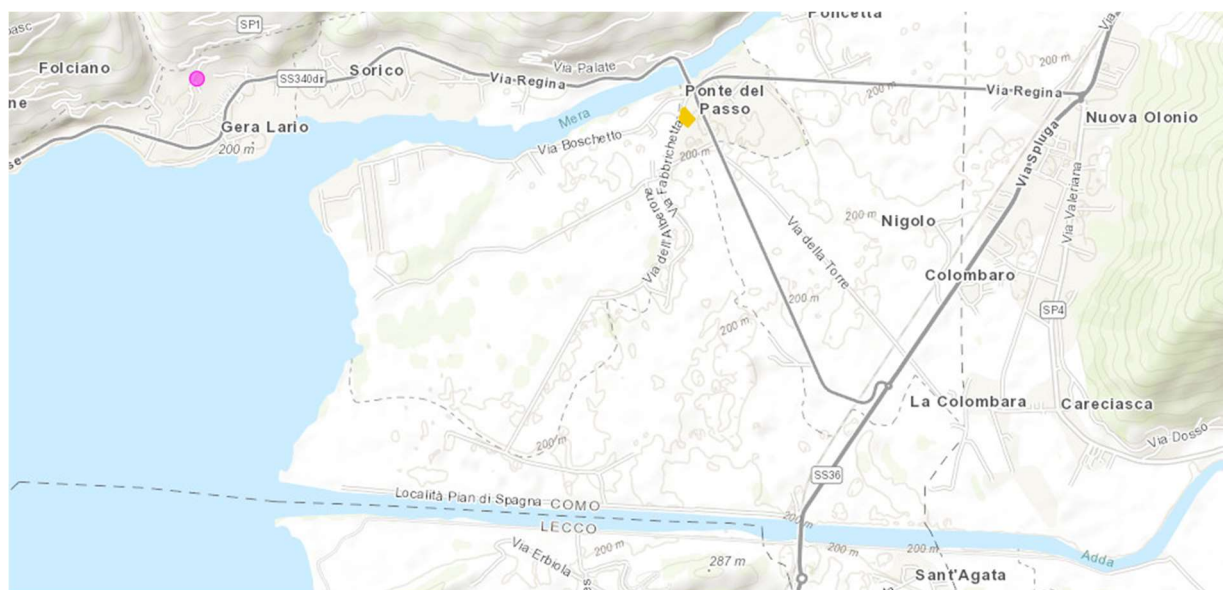 SP1
Poncetta
Folciano
SS340dir
Sorico
Via Palate
Via Regina
Ponte del
Passo
200 m
Via Regina
Nuova Olonio
Gera Lario
200 m
Mera
Via Boschetto
200 m
Via Fabbrichetta
Via dell'Alberone
Via Spluga
Via Valeriana
200 m
Nigolo
Via della Torre
Colombaro
200 m
SP4
200 m
La Colombara
Careciasca
Via Dosso
200 m
SS36
Località Pian di Spagna
COMO
LECCO
200 m
Via Erbiola
200 m
287 m
200 m
200 m
Adda
Sant'Agata